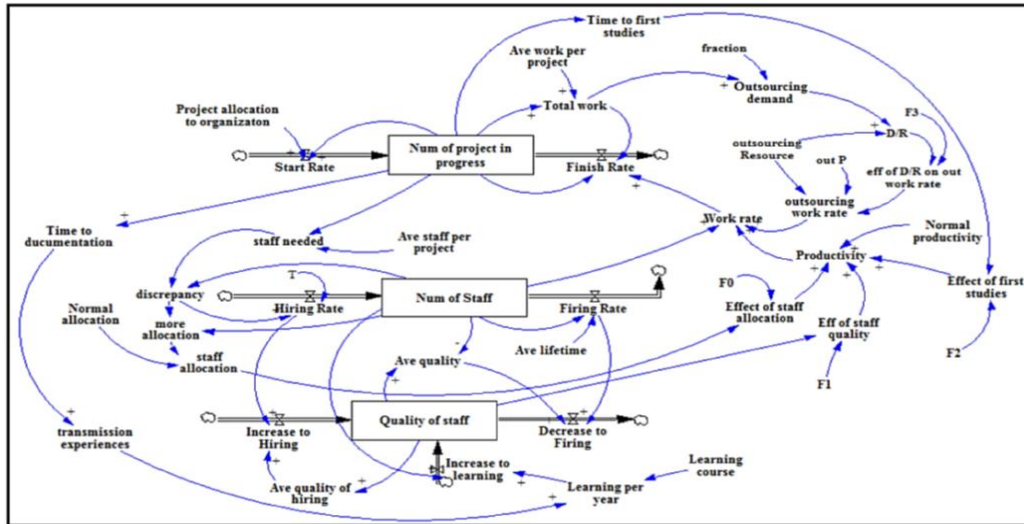 Time to first
studies
Ave work per
project
fraction
Outsourcing
demand
Total work
Project allocation
to organizaton
Num of project in
progress
Start Rate
Finish Rate
F3
D/R
outsourcing
Resource
out P
eff of D/R on out
work rate
outsourcing
work rate
Time to
ducumentation
staff needed
Ave staff per
project
Work rate
Normal
productivity
Productivity
T
discrepancy
Hiring Rate
Num of Staff
Firing Rate
F0
Effect of staff
allocation
Effect of first
studies
Normal
allocation
more
allocation
staff
allocation
Ave lifetime
Eff of staff
quality
Ave quality
F2
F1
Quality of staff
transmission
experiences
Increase to
Hiring
Decrease to
Firing
Increase to
learning
Learning
course
Ave quality of
hiring
Learning per
year